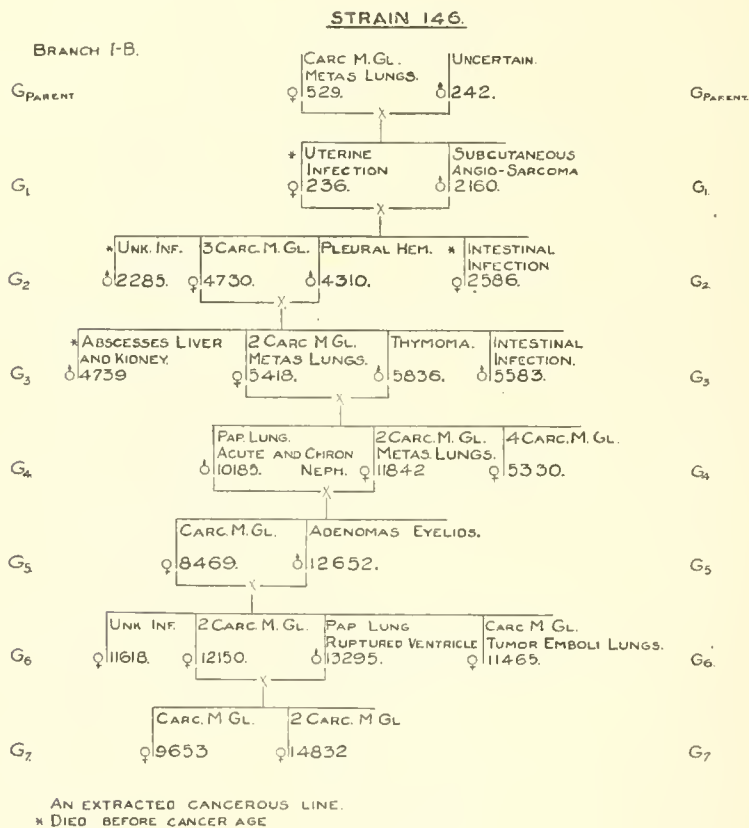 STRAIN 146.
BRANCH I-B.
CARC M.GL. UNCERTAIN.
METAS LUNGS.
GPARENT ♀ 529. ♂ 242. GPARENT.
X
* UTERINE SUBCUTANEOUS
INFECTION ANGIO-SARCOMA
G1 ♀ 236. ♂ 2160. G1.
X
* UNK. INF. 3 CARC. M. GL. PLEURAL HEM. * INTESTINAL
INFECTION
G2 ♂ 2285. ♀ 4730. ♂ 4310. ♀ 2586. G2
X
* ABSCESSES LIVER 2 CARC M GL. THYMOMA. INTESTINAL
AND KIDNEY. METAS LUNGS. INFECTION.
G3 ♂ 4739 ♀ 5418. ♂ 5836. ♂ 5583. G3
X
PAP. LUNG. 2 CARC. M. GL. 4 CARC. M. GL.
ACUTE AND CHRON METAS. LUNGS.
G4 ♂ 10185. NEPH. ♀ 11842 ♀ 5330. G4
X
CARC. M. GL. ADENOMAS EYELIDS.
G5 ♀ 8469. ♂ 12652. G5
X
UNK INF. 2 CARC. M. GL. PAP LUNG CARC M GL.
RUPTURED VENTRICLE TUMOR EMBOLI LUNGS.
G6 ♀ 11618. ♀ 12150. ♂ 13295. ♀ 11465. G6.
X
CARC. M GL. 2 CARC. M GL
G7 ♀ 9653 ♀ 14832 G7
AN EXTRACTED CANCEROUS LINE.
* DIED BEFORE CANCER AGE